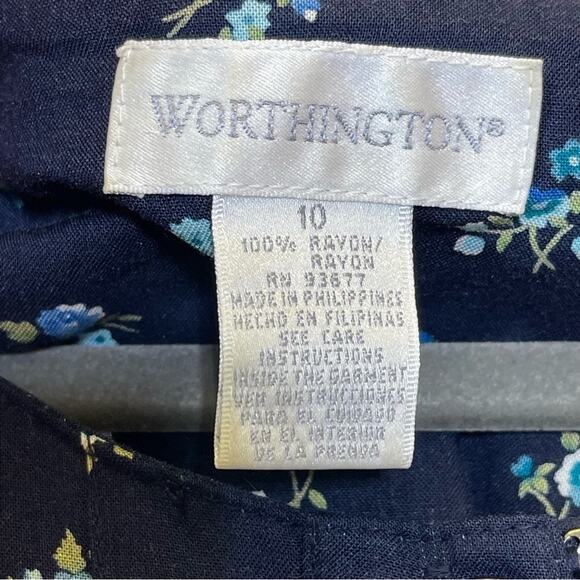 WORTHINGTON®
10
100% RAYON/
RAYON
RN 93677
MADE IN PHILIPPINES
HECHO EN FILIPINAS
SEE CARE
INSTRUCTIONS
INSIDE THE GARMENT
VER INSTRUCCIONES
PARA EL CUIDADO
EN EL INTERIOR
DE LA PRENDA